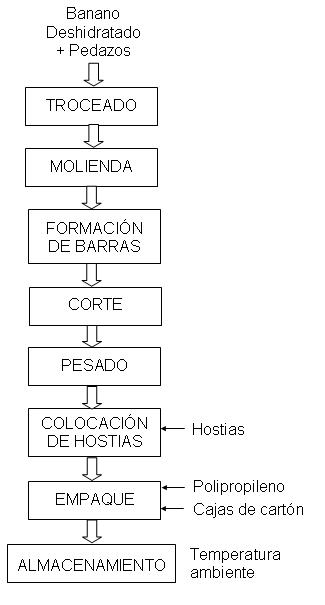 Banano
Deshidratado
+ Pedazos
TROCEADO
MOLIENDA
FORMACIÓN
DE BARRAS
CORTE
PESADO
COLOCACIÓN
DE HOSTIAS
Hostias
EMPAQUE
Polipropileno
Cajas de cartón
ALMACENAMIENTO
Temperatura
ambiente